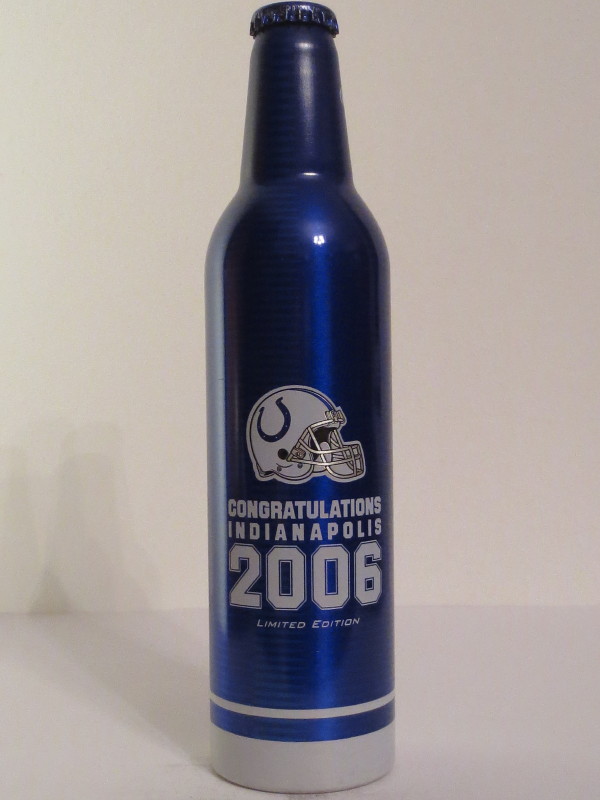 CONGRATULATIONS
INDIANAPOLIS
2006
LIMITED EDITION